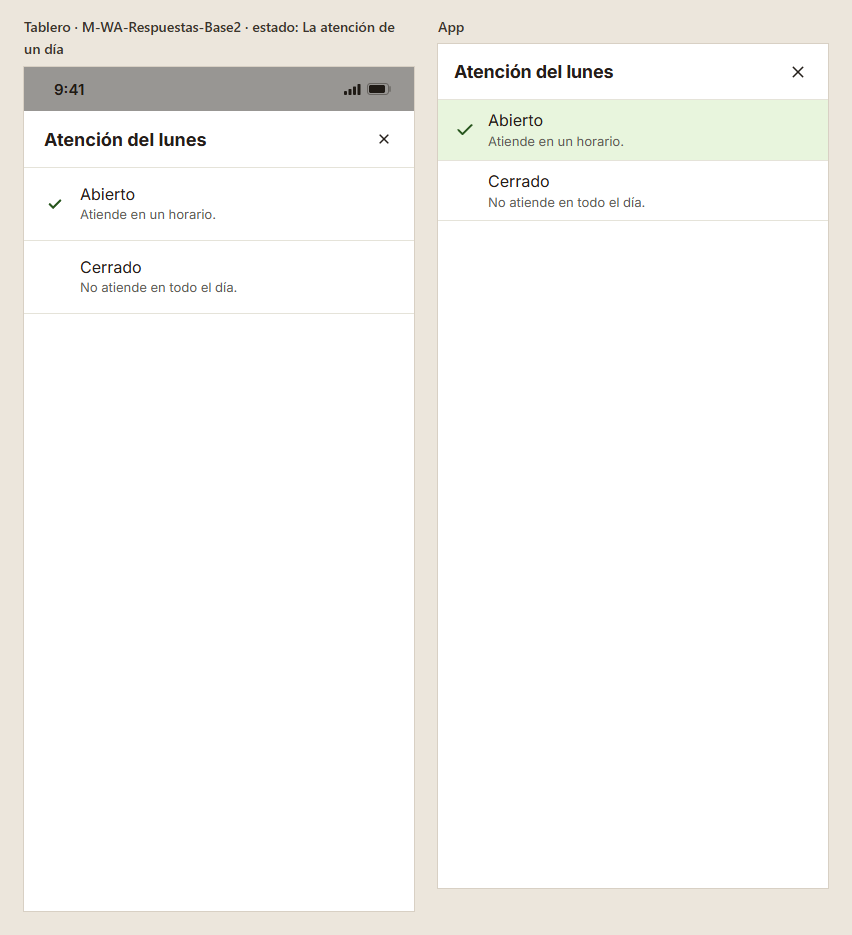 Tablero · M-WA-Respuestas-Base2 · estado: La atención de
un día
9:41
Atención del lunes
Abierto
Atiende en un horario.
Cerrado
No atiende en todo el día.
App
Atención del lunes
Abierto
Atiende en un horario.
Cerrado
No atiende en todo el día.